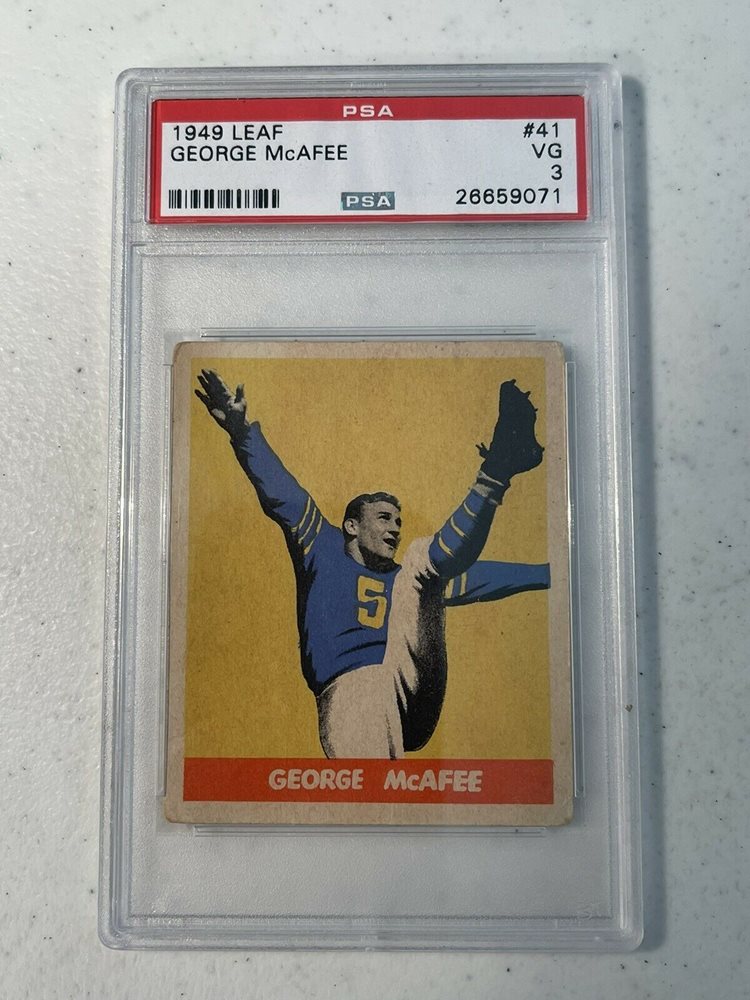 PSA
1949 LEAF #41
GEORGE McAFEE VG
3
PSA 26659071
5
GEORGE McAFEE